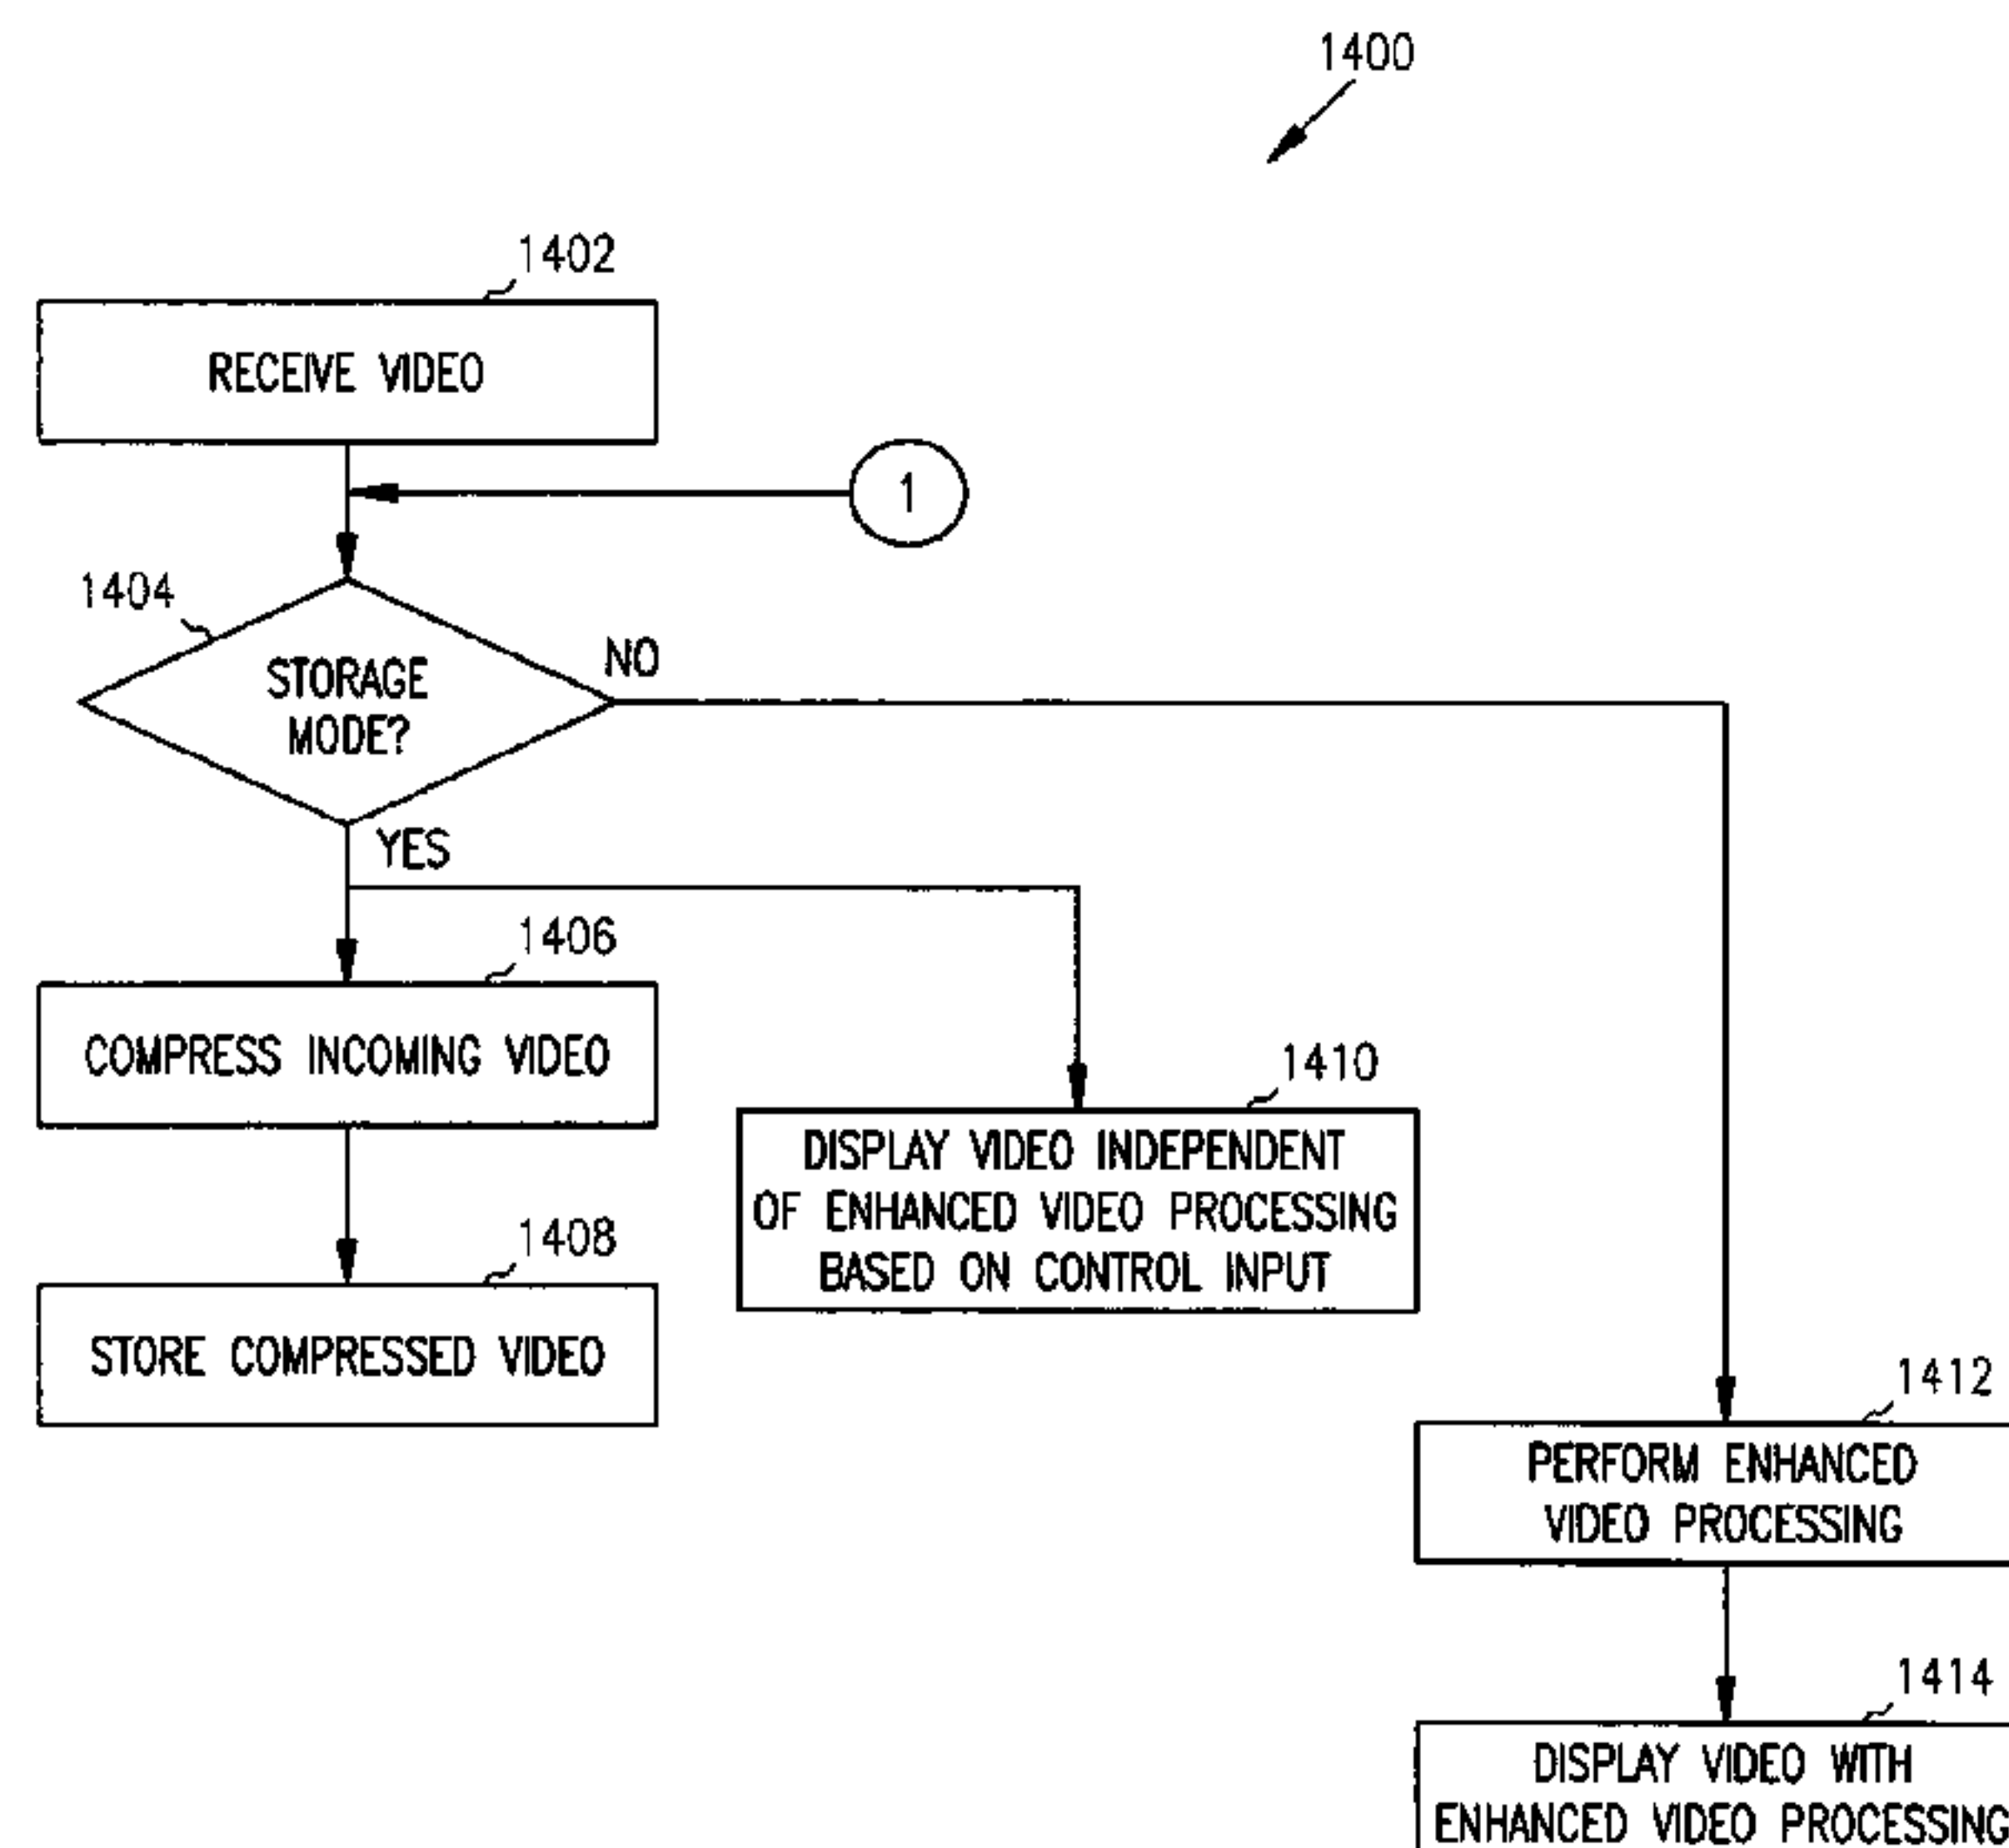 1400
1402
RECEIVE VIDEO
1
1404
STORAGE
MODE?
NO
YES
1406
COMPRESS INCOMING VIDEO
1410
DISPLAY VIDEO INDEPENDENT
OF ENHANCED VIDEO PROCESSING
BASED ON CONTROL INPUT
1408
STORE COMPRESSED VIDEO
1412
PERFORM ENHANCED
VIDEO PROCESSING
1414
DISPLAY VIDEO WITH
ENHANCED VIDEO PROCESSING